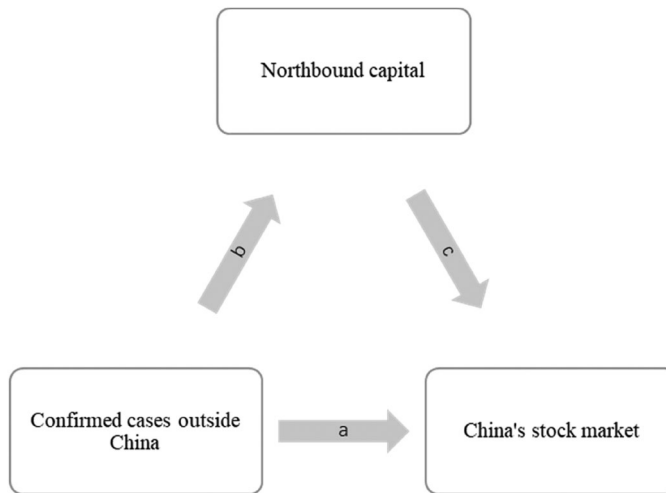 Northbound capital
b
c
Confirmed cases outside
China
a
China's stock market